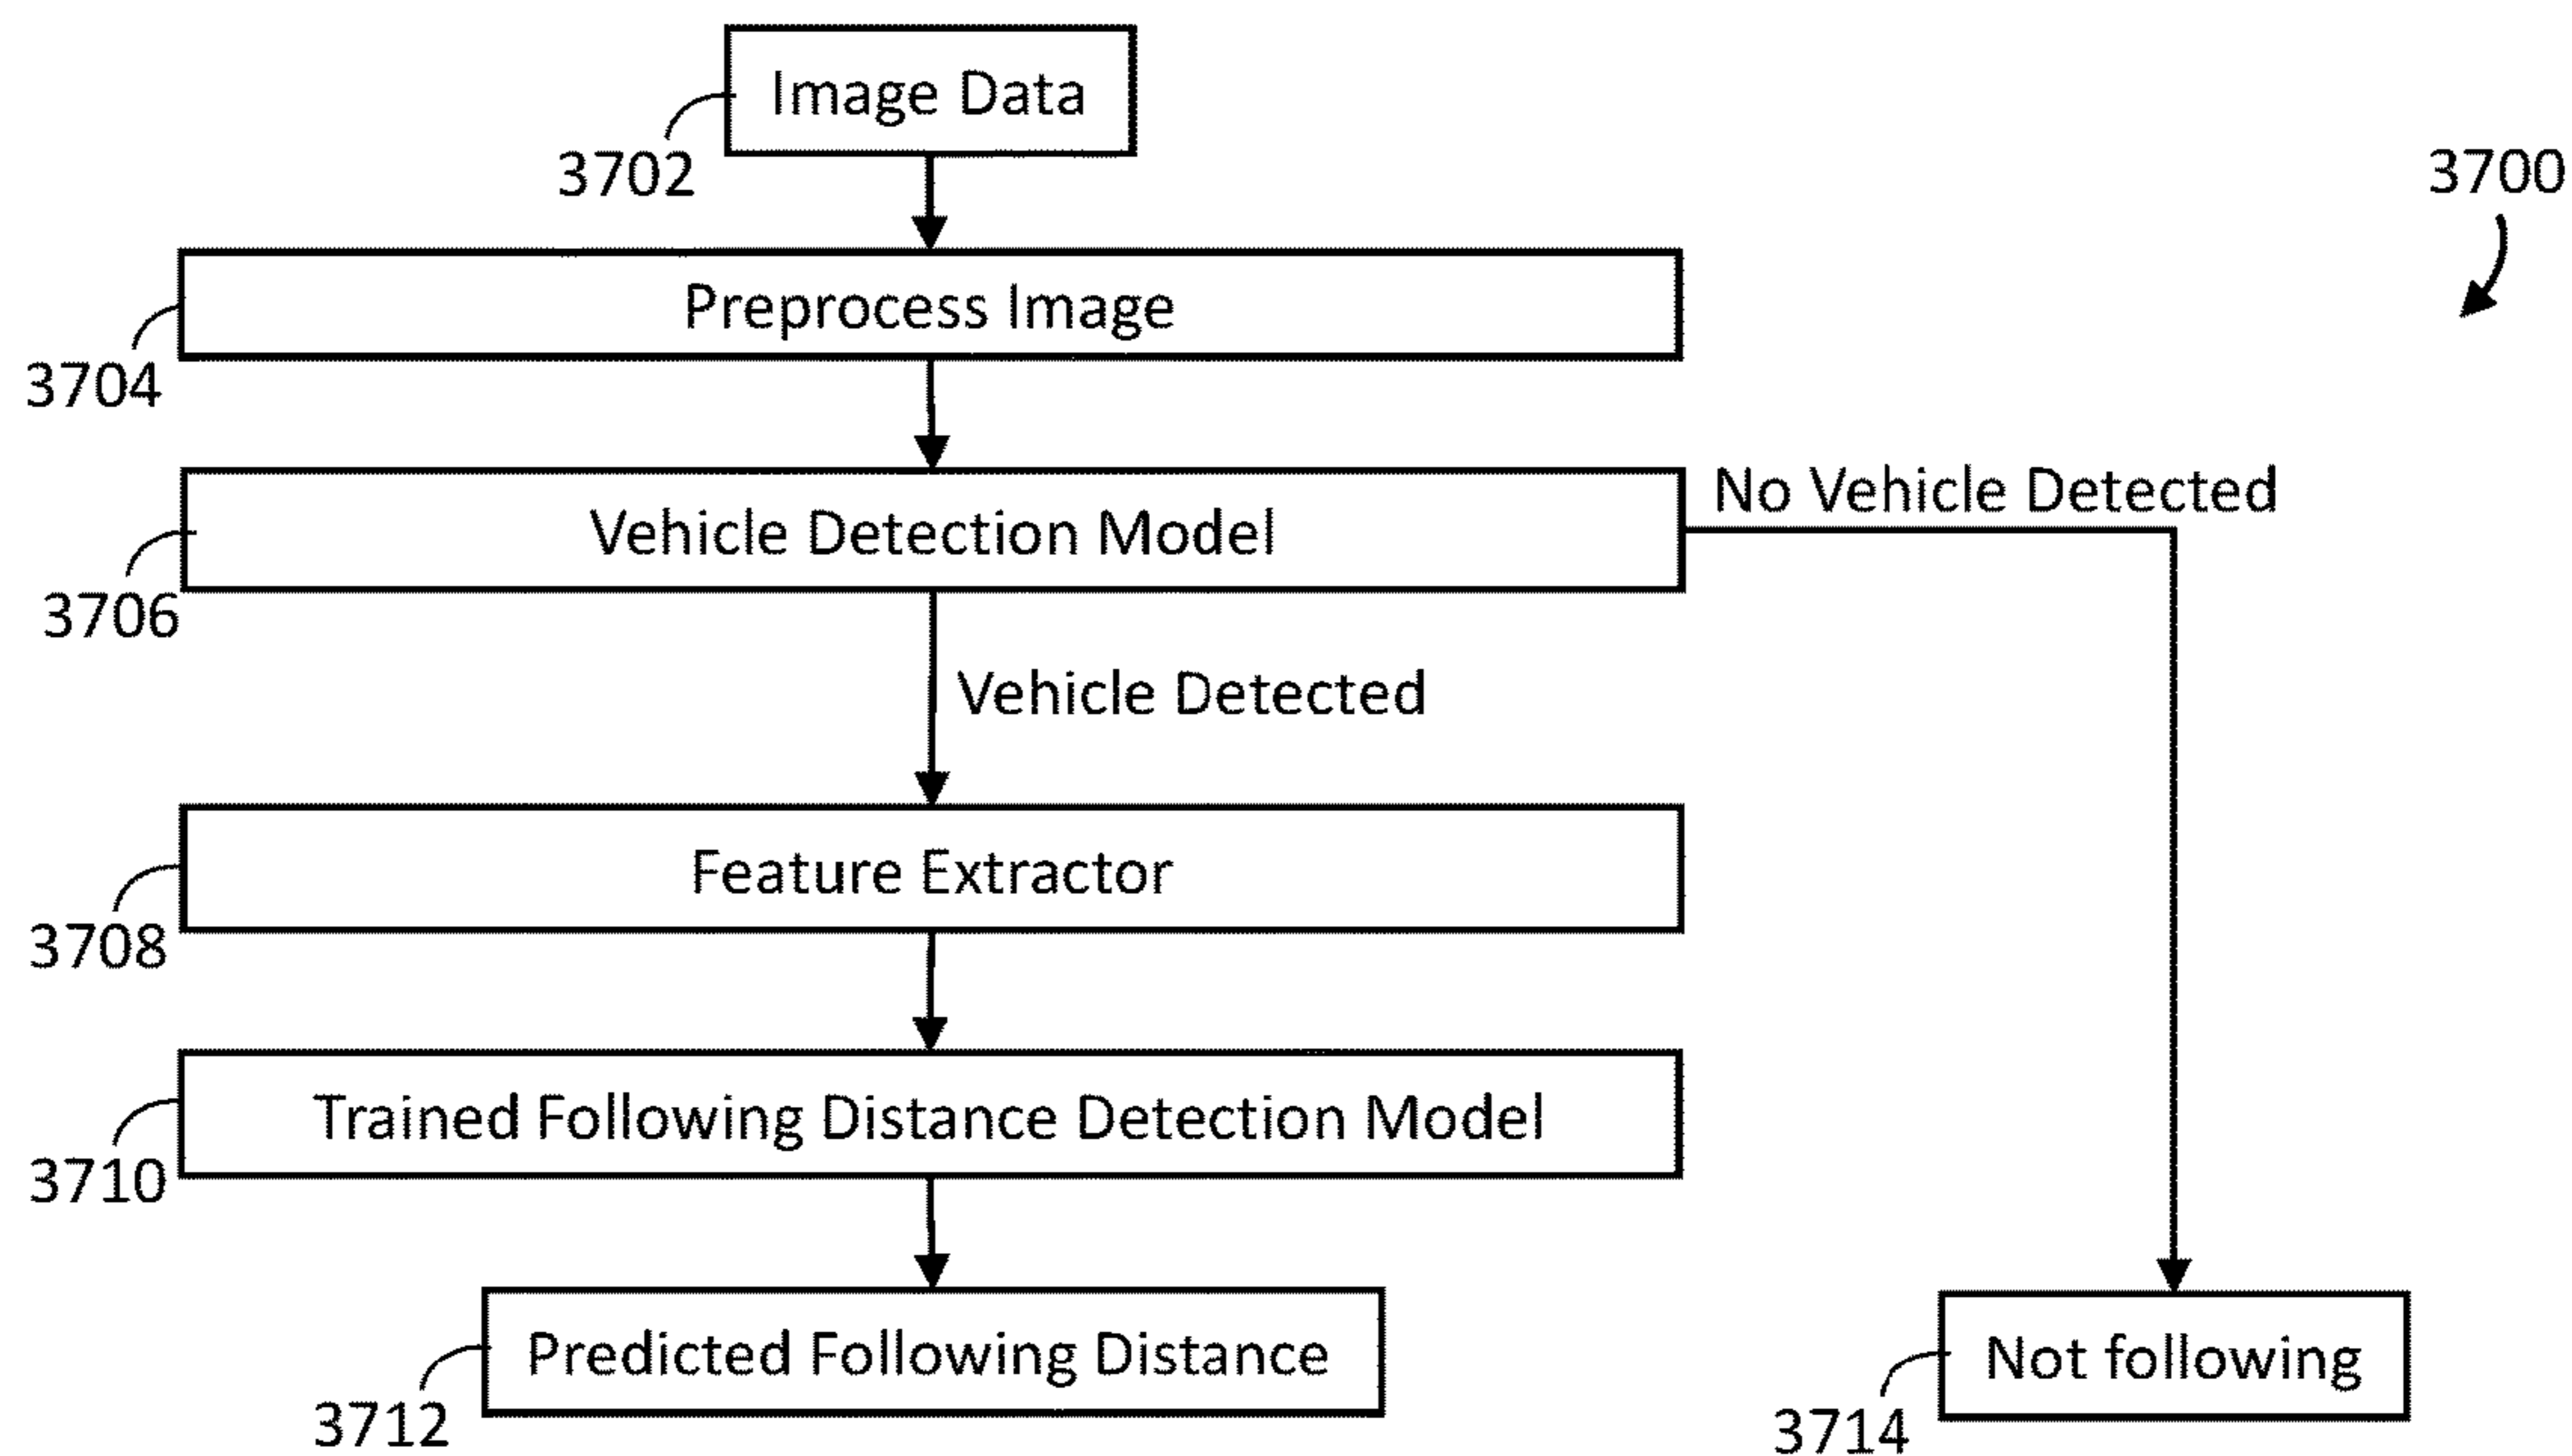 Image Data
3702
3700
Preprocess Image
3704
No Vehicle Detected
Vehicle Detection Model
3706
Vehicle Detected
Feature Extractor
3708
Trained Following Distance Detection Model
3710
Predicted Following Distance
3712
Not following
3714